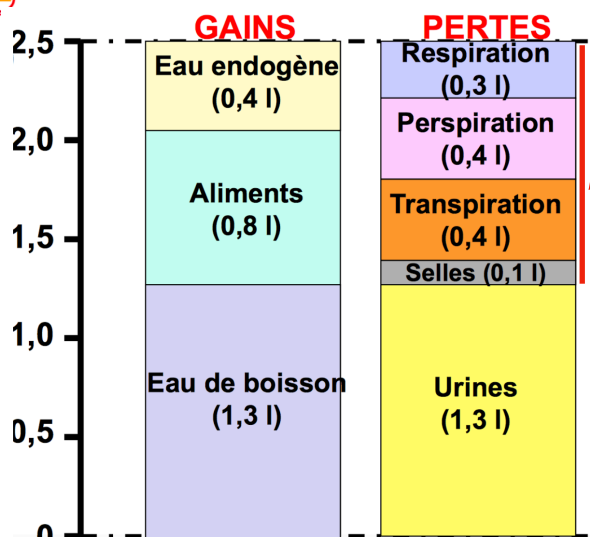 GAINS
PERTES
2,5
2,0
1,5
1,0
0,5
0
Eau endogène
(0,4 l)
Aliments
(0,8 l)
Eau de boisson
(1,3 l)
Respiration
(0,3 l)
Perspiration
(0,4 l)
Transpiration
(0,4 l)
Selles (0,1 l)
Urines
(1,3 l)